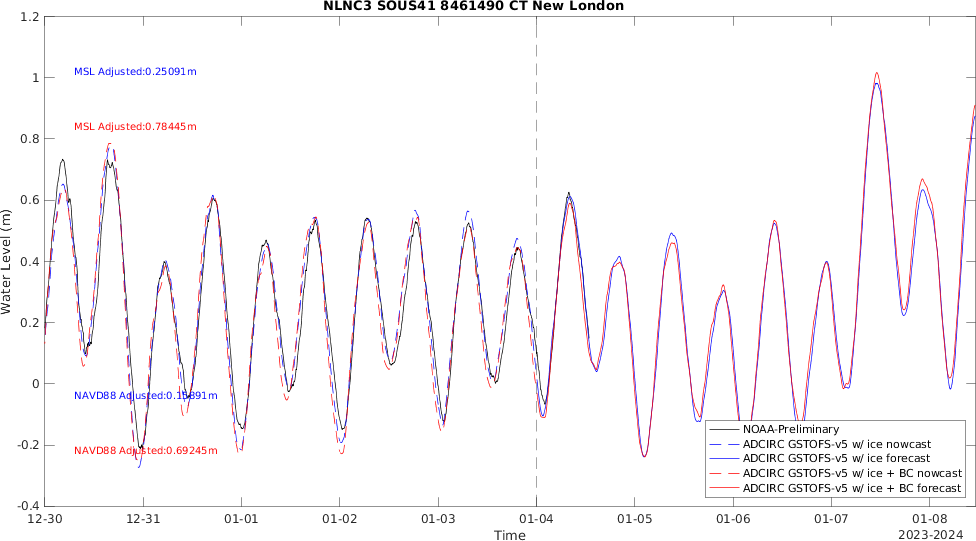 NLNC3 SOUS41 8461490 CT New London
1.2
1
0.8
0.6
0.4
0.2
0
-0.2
-0.4
Water Level (m)
MSL Adjusted:0.25091m
MSL Adjusted:0.78445m
NAVD88 Adjusted:0.15891m
NAVD88 Adjusted:0.69245m
NOAA-Preliminary
ADCIRC GSTOFS-v5 w/ ice nowcast
ADCIRC GSTOFS-v5 w/ ice forecast
ADCIRC GSTOFS-v5 w/ ice + BC nowcast
ADCIRC GSTOFS-v5 w/ ice + BC forecast
12-30 12-31 01-01 01-02 01-03 01-04 01-05 01-06 01-07 01-08
Time
2023-2024